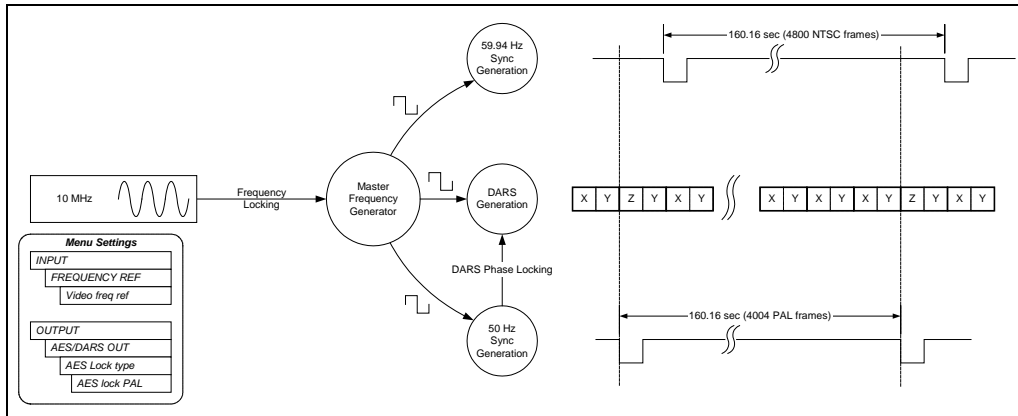 160.16 sec (4800 NTSC frames)
59.94 Hz
Sync
Generation
10 MHz
Frequency
Locking
Master
Frequency
Generator
DARS
Generation
X Y Z Y X Y
X Y X Y X Y Z Y X Y
DARS Phase Locking
50 Hz
Sync
Generation
160.16 sec (4004 PAL frames)
Menu Settings
INPUT
FREQUENCY REF
Video freq ref
OUTPUT
AES/DARS OUT
AES Lock type
AES lock PAL